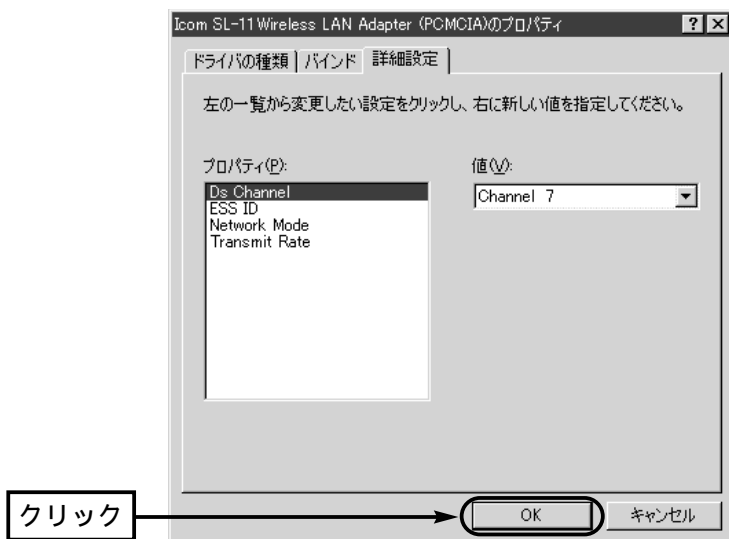 Icom SL-11 Wireless LAN Adapter (PCMCIA)のプロパティ
ドライバの種類 バインド 詳細設定
左の一覧から変更したい設定をクリックし、右に新しい値を指定してください。
プロパティ(P):
Ds Channel
ESS ID
Network Mode
Transmit Rate
値(V):
Channel 7
クリック
OK キャンセル